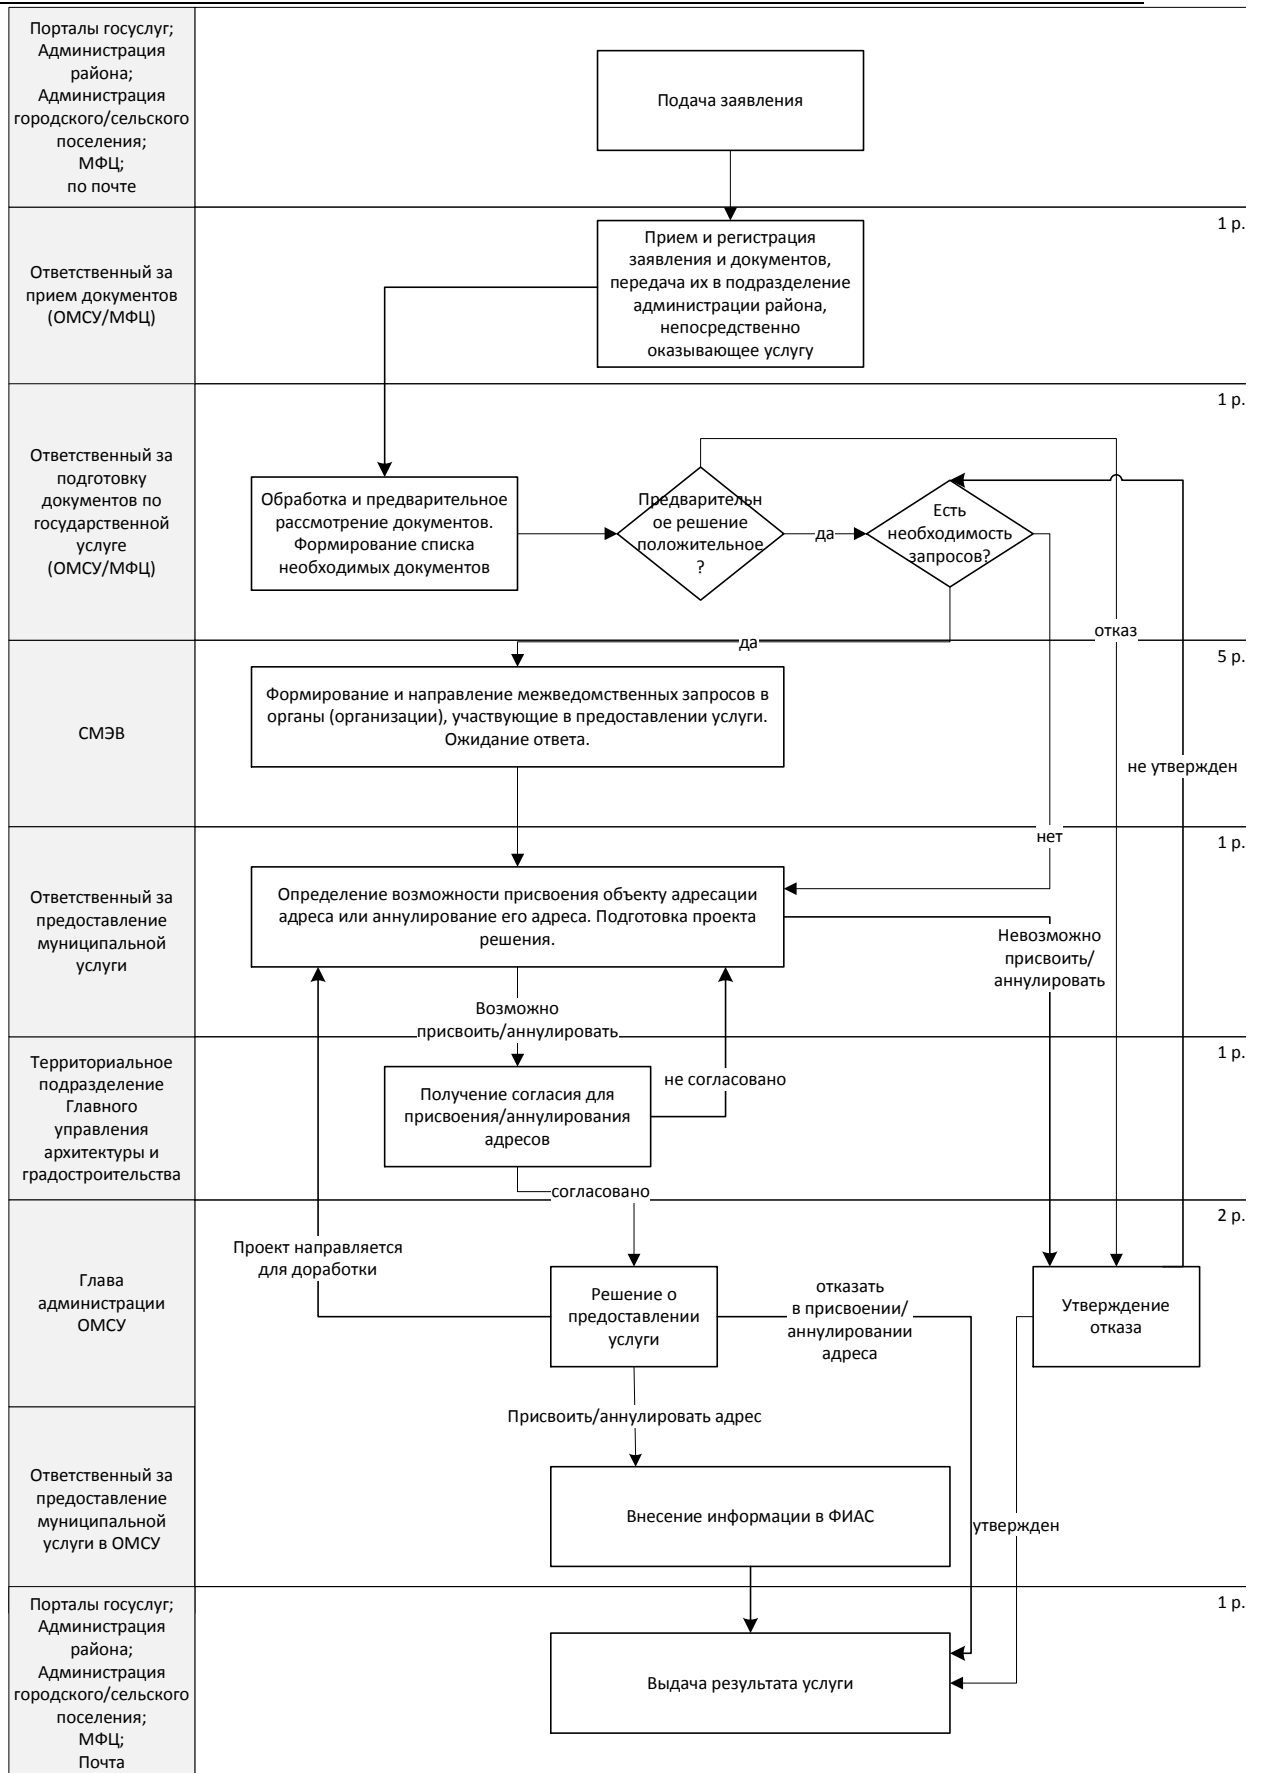 Порталы госуслуг;
Администрация
района;
Администрация
городского/сельского
поселения;
МФЦ;
по почте
Подача заявления
Ответственный за
прием документов
(ОМСУ/МФЦ)
Прием и регистрация
заявления и документов,
передача их в подразделение
администрации района,
непосредственно
оказывающее услугу
1 р.
Ответственный за
подготовку
документов по
государственной
услуге
(ОМСУ/МФЦ)
1 р.
Обработка и предварительное
рассмотрение документов.
Формирование списка
необходимых документов
Предварительн
ое решение
положительное
?
да
Есть
необходимость
запросов?
да
отказ
СМЭВ
5 р.
Формирование и направление межведомственных запросов в
органы (организации), участвующие в предоставлении услуги.
Ожидание ответа.
не утвержден
нет
Ответственный за
предоставление
муниципальной
услуги
1 р.
Определение возможности присвоения объекту адресации
адреса или аннулирование его адреса. Подготовка проекта
решения.
Невозможно
присвоить/
аннулировать
Возможно
присвоить/аннулировать
Территориальное
подразделение
Главного
управления
архитектуры и
градостроительства
1 р.
Получение согласия для
присвоения/аннулирования
адресов
не согласовано
согласовано
Глава
администрации
ОМСУ
2 р.
Проект направляется
для доработки
Решение о
предоставлении
услуги
отказать
в присвоении/
аннулировании
адреса
Утверждение
отказа
Присвоить/аннулировать адрес
Ответственный за
предоставление
муниципальной
услуги в ОМСУ
Внесение информации в ФИАС
утвержден
Порталы госуслуг;
Администрация
района;
Администрация
городского/сельского
поселения;
МФЦ;
Почта
1 р.
Выдача результата услуги